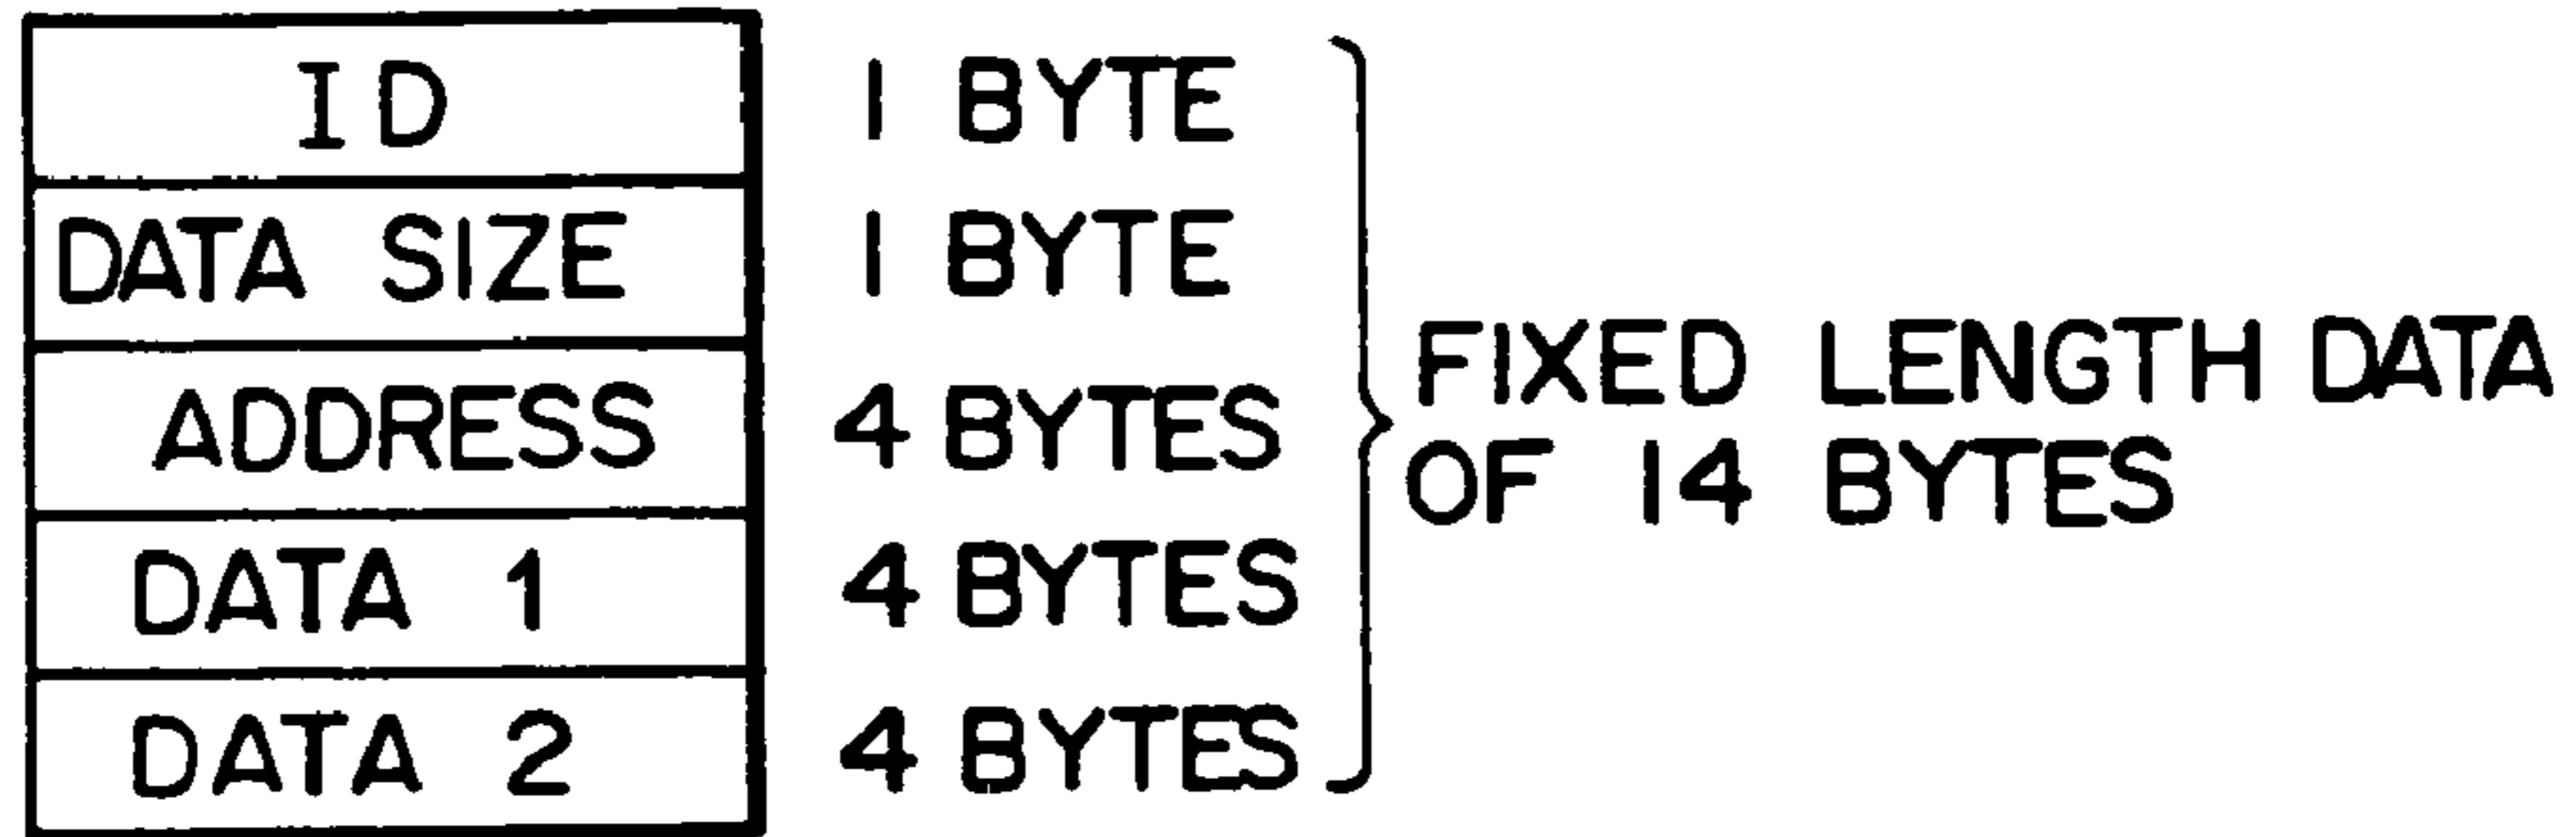 ID 1 BYTE
DATA SIZE 1 BYTE
ADDRESS 4 BYTES
DATA 1 4 BYTES
DATA 2 4 BYTES
FIXED LENGTH DATA
OF 14 BYTES